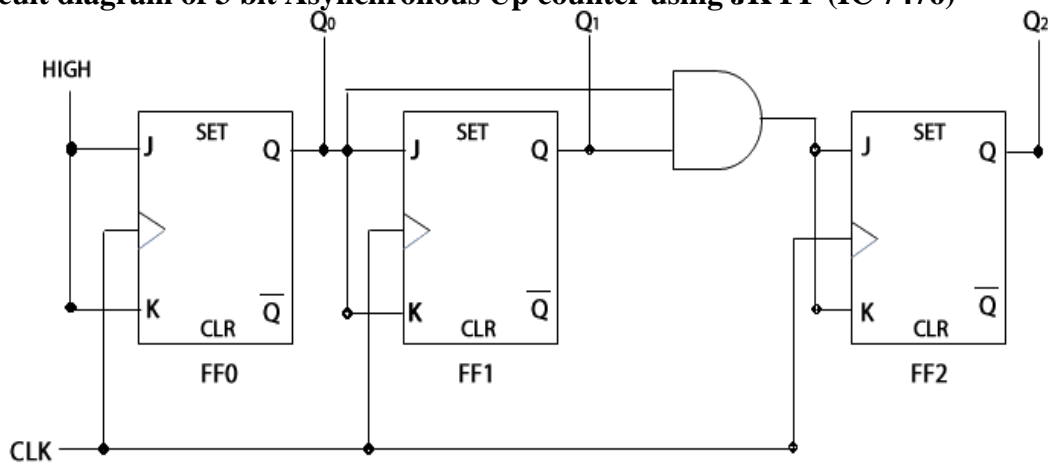 cuit diagram of 3 bit Asynchronous Up counter using JK FF (IC 7476)
Q0 Q1 Q2
HIGH
J SET Q J SET Q J SET Q
K CLR Q K CLR Q K CLR Q
FF0 FF1 FF2
CLK